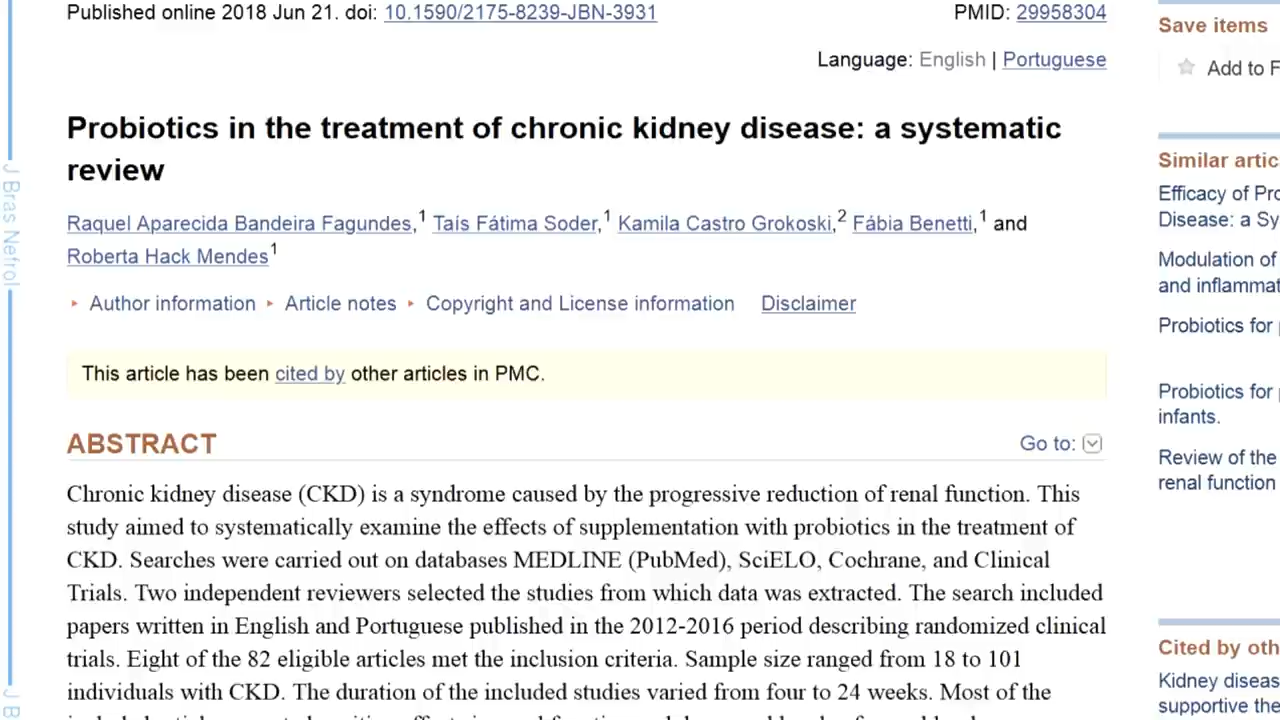 Published online 2018 Jun 21. doi: 10.1590/2175-8239-JBN-3931
PMID: 29958304
Language: English | Portuguese
Probiotics in the treatment of chronic kidney disease: a systematic
review
Raquel Aparecida Bandeira Fagundes,1 Taís Fátima Soder,1 Kamila Castro Grokoski,2 Fábia Benetti,1 and
Roberta Hack Mendes1
Author information Article notes Copyright and License information Disclaimer
This article has been cited by other articles in PMC.
ABSTRACT
Go to:
Chronic kidney disease (CKD) is a syndrome caused by the progressive reduction of renal function. This
study aimed to systematically examine the effects of supplementation with probiotics in the treatment of
CKD. Searches were carried out on databases MEDLINE (PubMed), SciELO, Cochrane, and Clinical
Trials. Two independent reviewers selected the studies from which data was extracted. The search included
papers written in English and Portuguese published in the 2012-2016 period describing randomized clinical
trials. Eight of the 82 eligible articles met the inclusion criteria. Sample size ranged from 18 to 101
individuals with CKD. The duration of the included studies varied from four to 24 weeks. Most of the
J Bras Nefrol
J B
Save items
Add to F
Similar artic
Efficacy of Pro
Disease: a Sy
Modulation of
and inflammat
Probiotics for p
Probiotics for p
infants.
Review of the
renal function
Cited by oth
Kidney diseas
supportive the